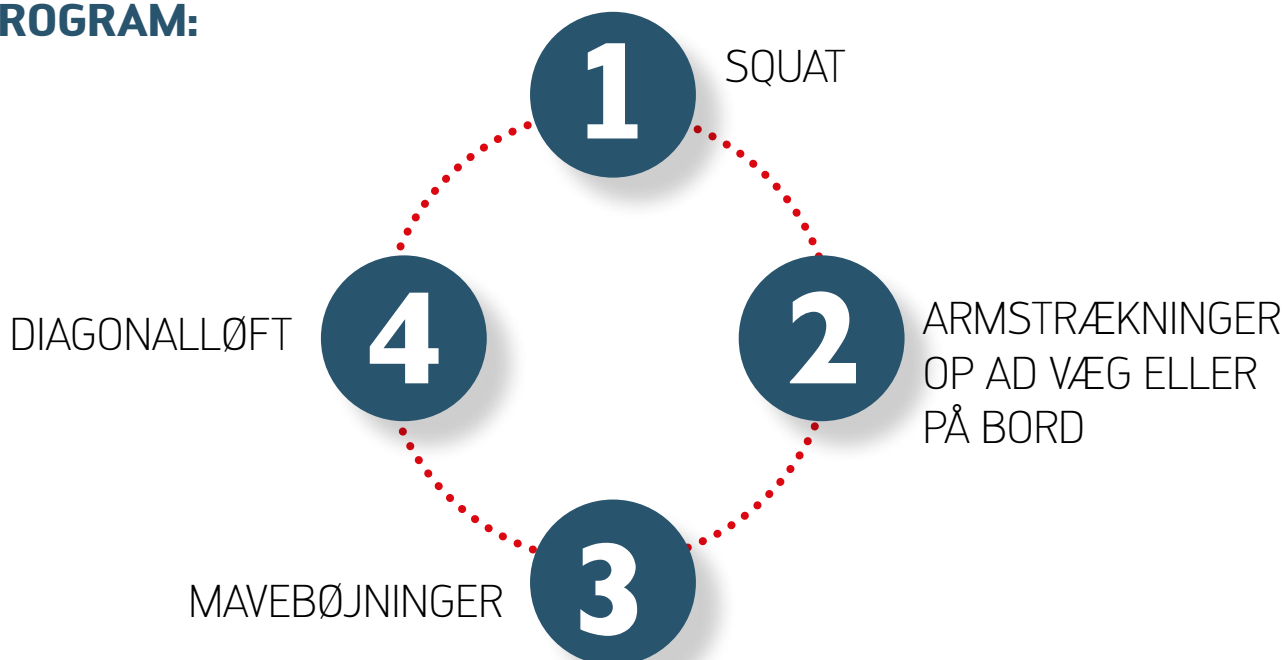 ROGRAM:
1
SQUAT
2
ARMSTRÆKNINGER
OP AD VÆG ELLER
PÅ BORD
3
MAVEBØJNINGER
4
DIAGONALLØFT